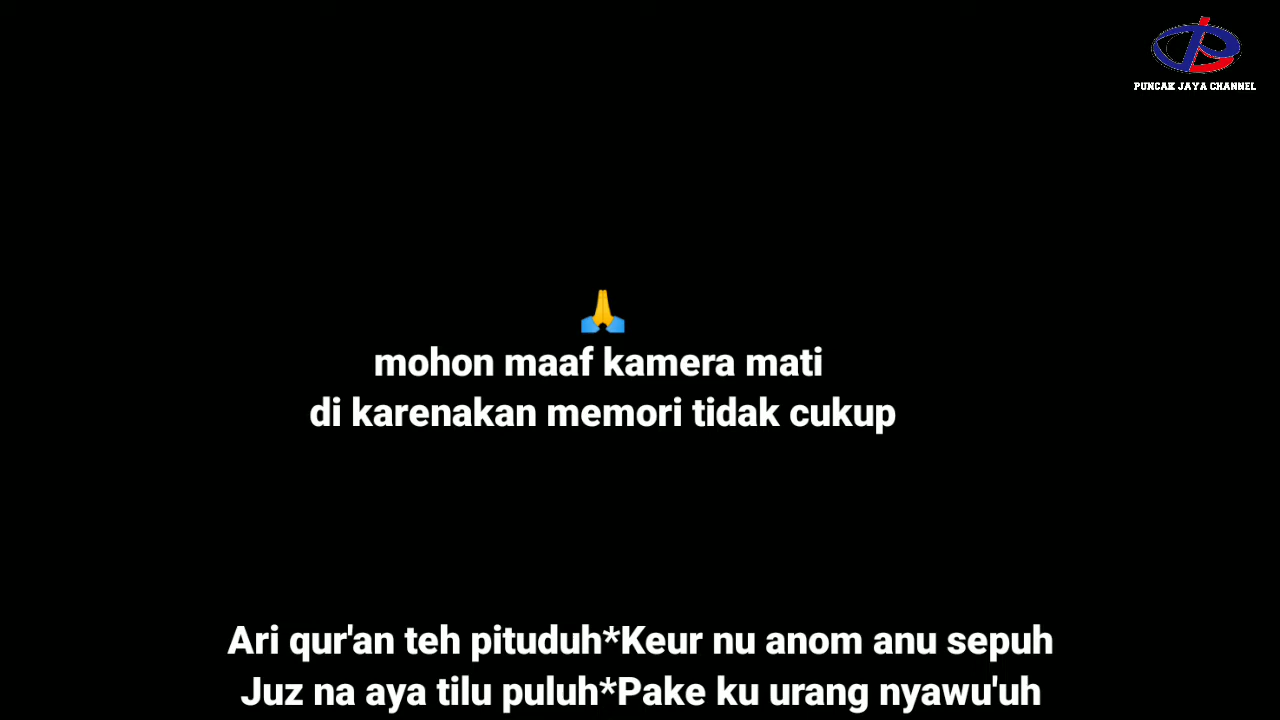 PUNCAK JAYA CHANNEL
🙏
mohon maaf kamera mati
di karenakan memori tidak cukup
Ari qur'an teh pituduh*Keur nu anom anu sepuh
Juz na aya tilu puluh*Pake ku urang nyawu'uh